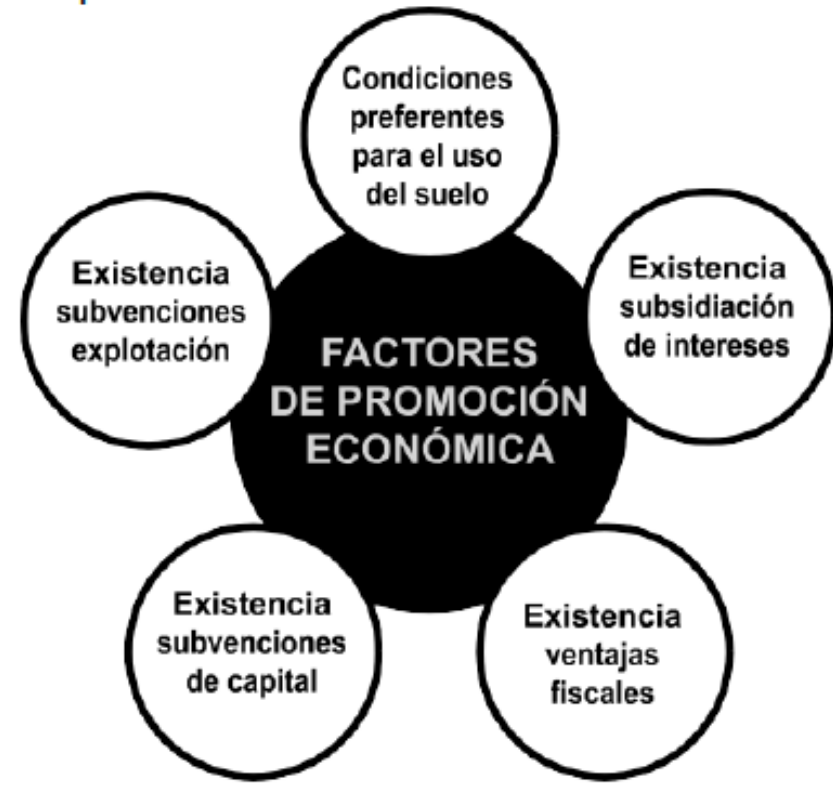 Condiciones
preferentes
para el uso
del suelo
Existencia
subvenciones
explotación
Existencia
subsidiación
de intereses
FACTORES
DE PROMOCIÓN
ECONÓMICA
Existencia
subvenciones
de capital
Existencia
ventajas
fiscales